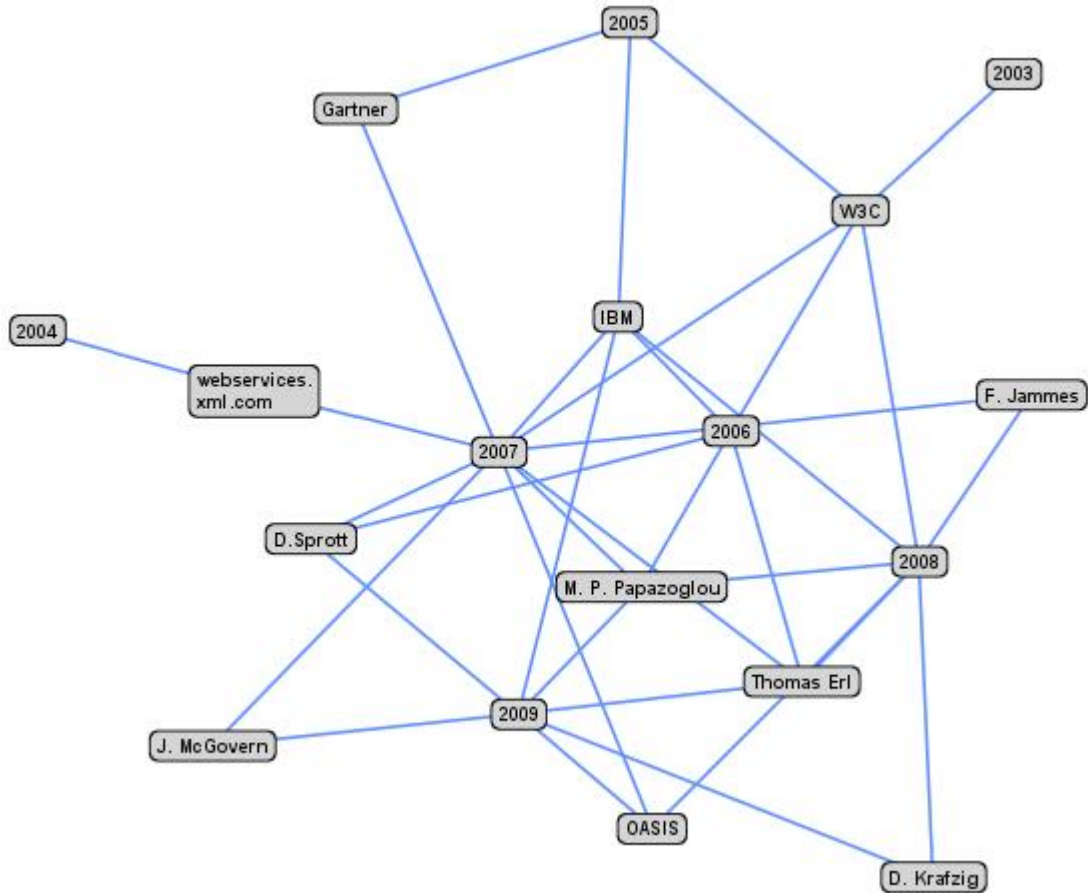 2005
2003
Gartner
W3C
IBM
2004
webservices.
xml.com
F. Jammes
2006
2007
D.Sprott
2008
M. P. Papazoglou
Thomas Erl
2009
J. McGovern
OASIS
D. Krafzig